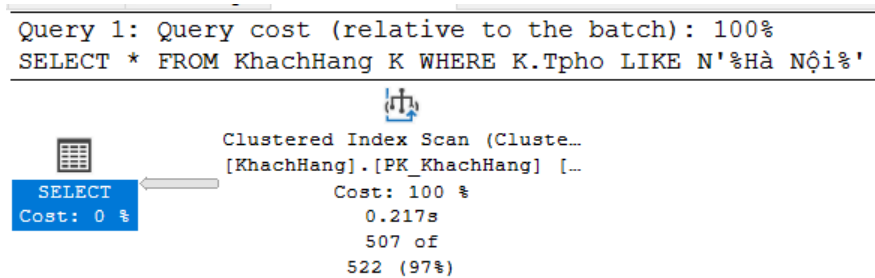 Query 1: Query cost (relative to the batch): 100%
SELECT * FROM KhachHang K WHERE K.Tpho LIKE N'%Hà Nội%'
Clustered Index Scan (Cluste…
[KhachHang].[PK_KhachHang] […
Cost: 100 %
0.217s
507 of
522 (97%)
SELECT
Cost: 0 %